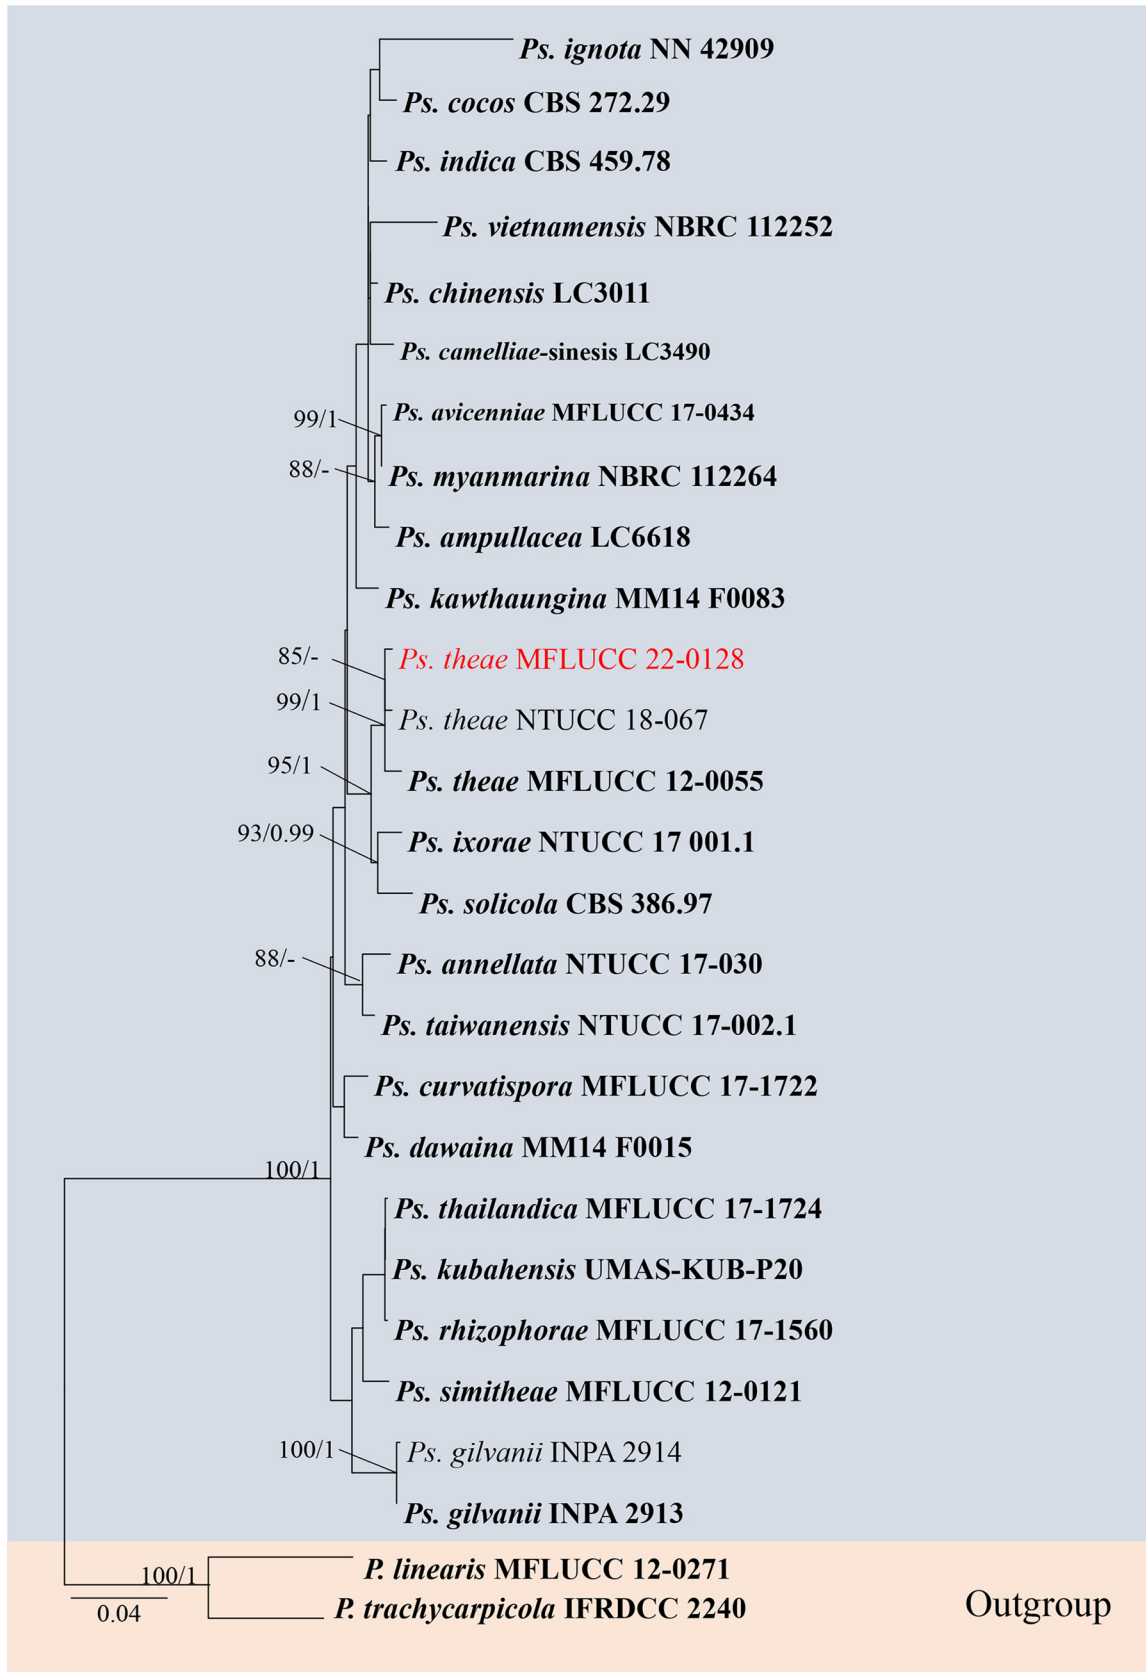 Ps. ignota NN 42909
Ps. cocos CBS 272.29
Ps. indica CBS 459.78
Ps. vietnamensis NBRC 112252
Ps. chinensis LC3011
Ps. camelliae-sinesis LC3490
Ps. avicenniae MFLUCC 17-0434
99/1
88/-
Ps. myanmarina NBRC 112264
Ps. ampullacea LC6618
Ps. kawthaungina MM14 F0083
85/-
Ps. theae MFLUCC 22-0128
99/1
Ps. theae NTUCC 18-067
95/1
Ps. theae MFLUCC 12-0055
93/0.99
Ps. ixorae NTUCC 17 001.1
Ps. solicola CBS 386.97
88/-
Ps. annellata NTUCC 17-030
Ps. taiwanensis NTUCC 17-002.1
Ps. curvatispora MFLUCC 17-1722
Ps. dawaina MM14 F0015
100/1
Ps. thailandica MFLUCC 17-1724
Ps. kubahensis UMAS-KUB-P20
Ps. rhizophorae MFLUCC 17-1560
Ps. simitheae MFLUCC 12-0121
100/1
Ps. gilvanii INPA 2914
Ps. gilvanii INPA 2913
P. linearis MFLUCC 12-0271
100/1
P. trachycarpicola IFRDCC 2240
0.04
Outgroup